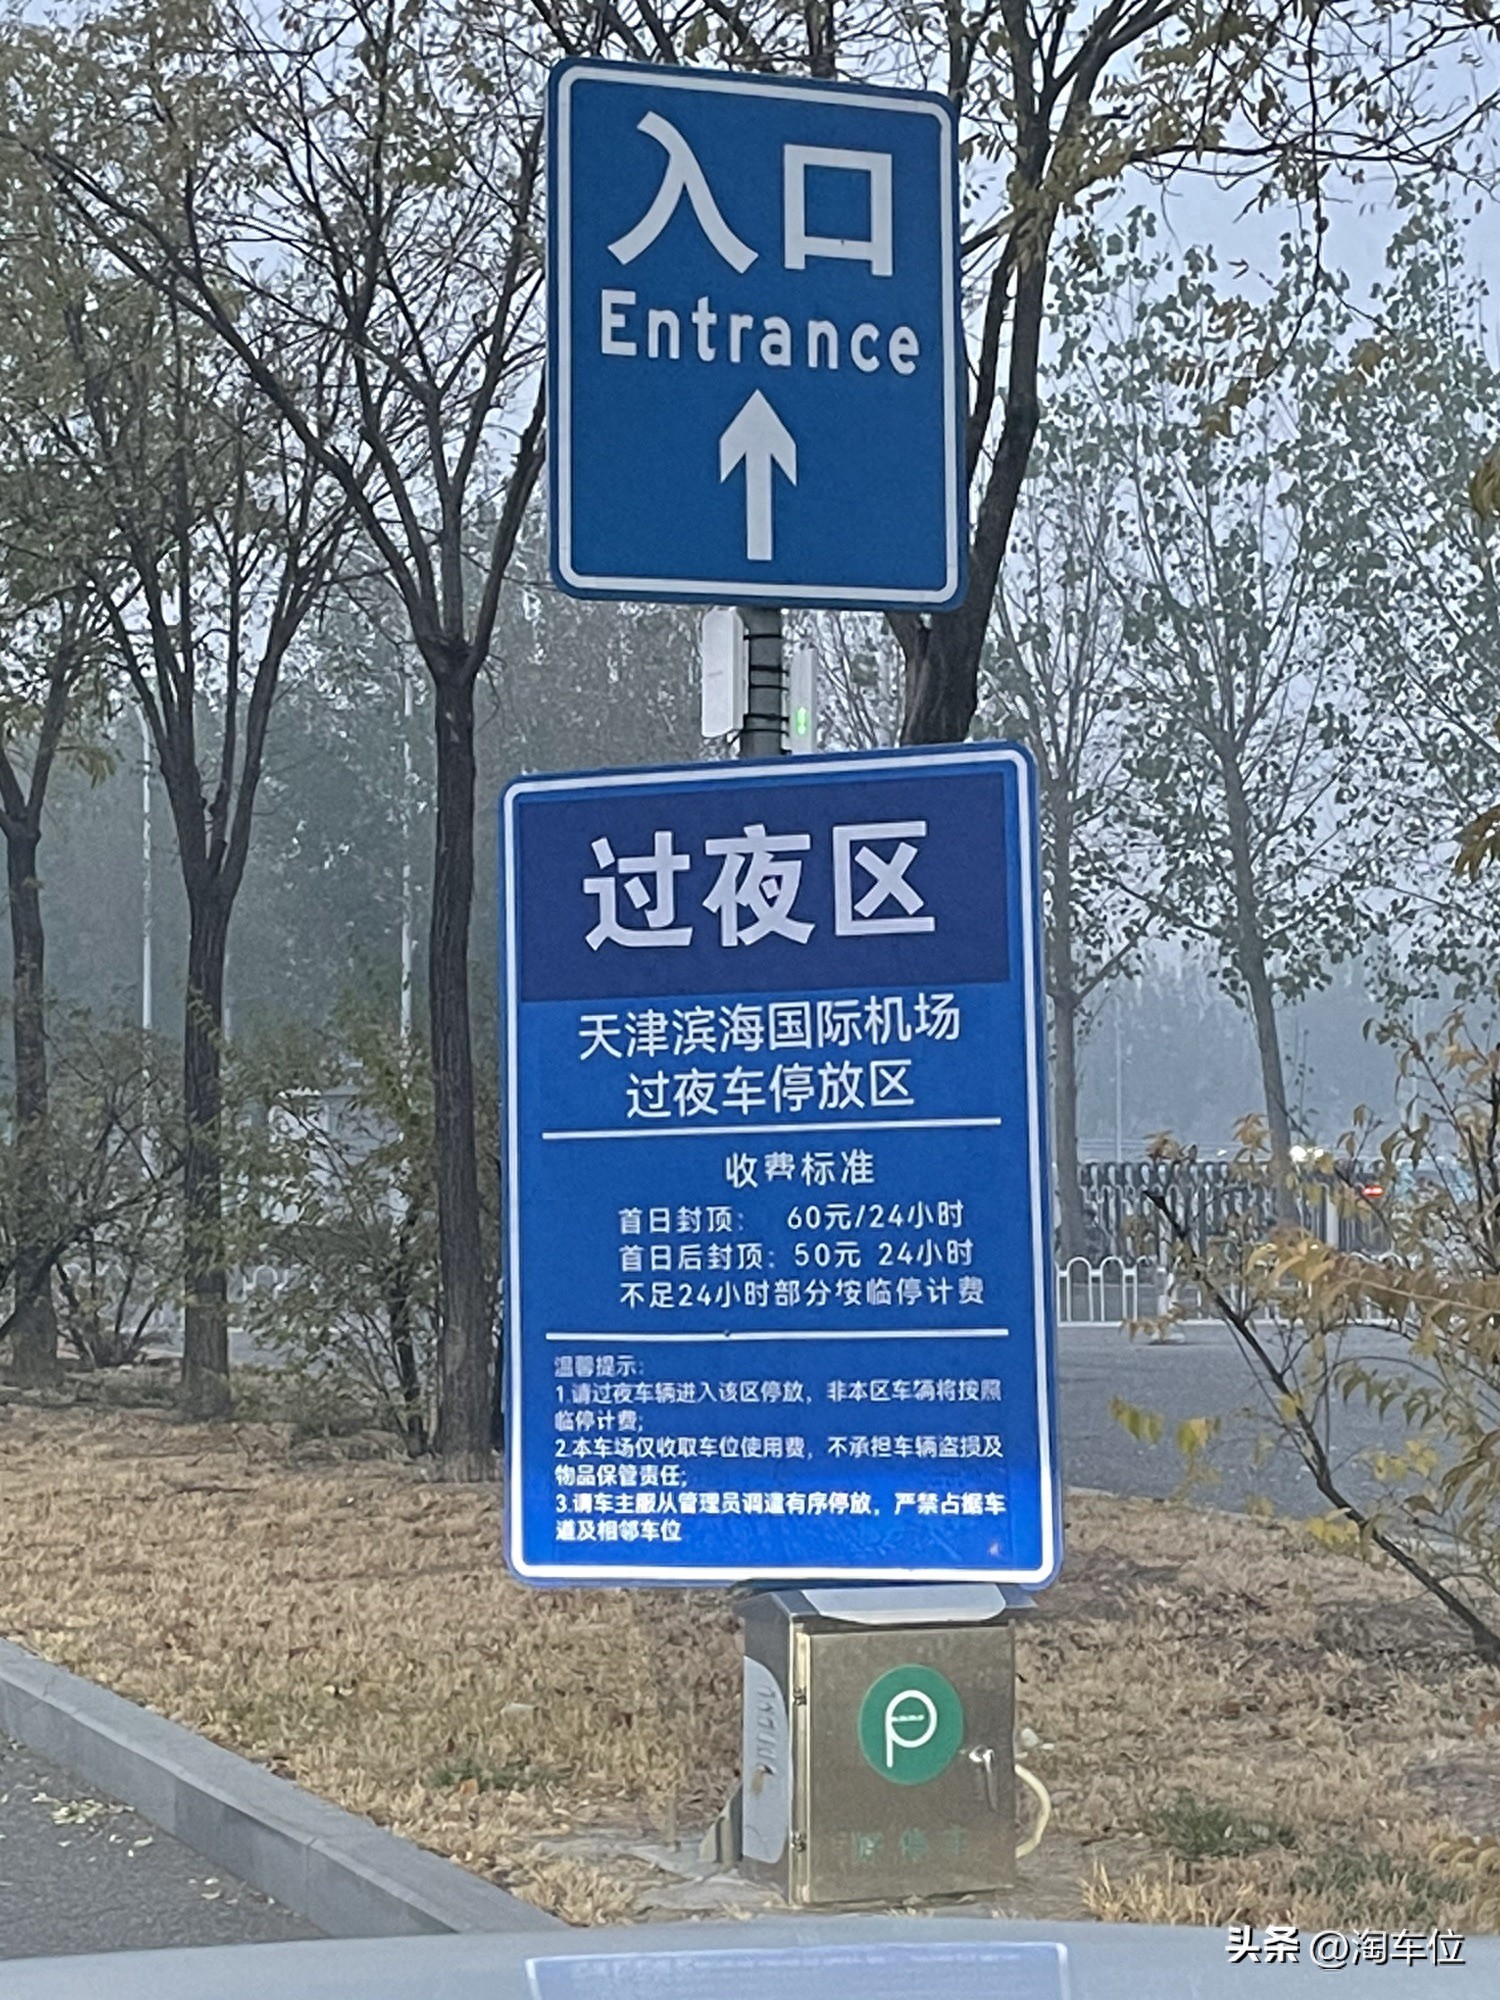 入口
Entrance
过夜区
天津滨海国际机场
过夜车停放区
收费标准
首日封顶： 60元/24小时
首日后封顶：50元 24小时
不足24小时部分按临停计费
温馨提示：
1.请过夜车辆进入该区停放，非本区车辆将按照
临停计费；
2.本车场仅收取车位使用费，不承担车辆盗损及
物品保管责任；
3.请车主服从管理员调遣有序停放，严禁占据车
道及相邻车位
头条 @淘车位